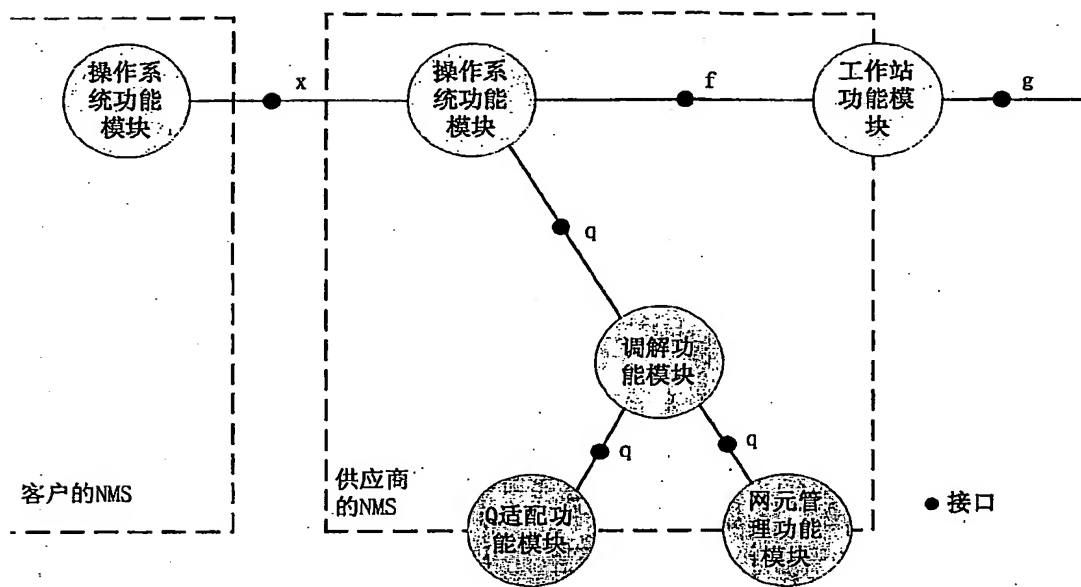 操作系
统功能
模块
x
操作系
统功能
模块
f
工作站
功能模
块
g
q
调解功
能模块
q
q
客户的NMS
供应商
的NMS
Q适配功
能模块
网元管
理功能
模块
接口